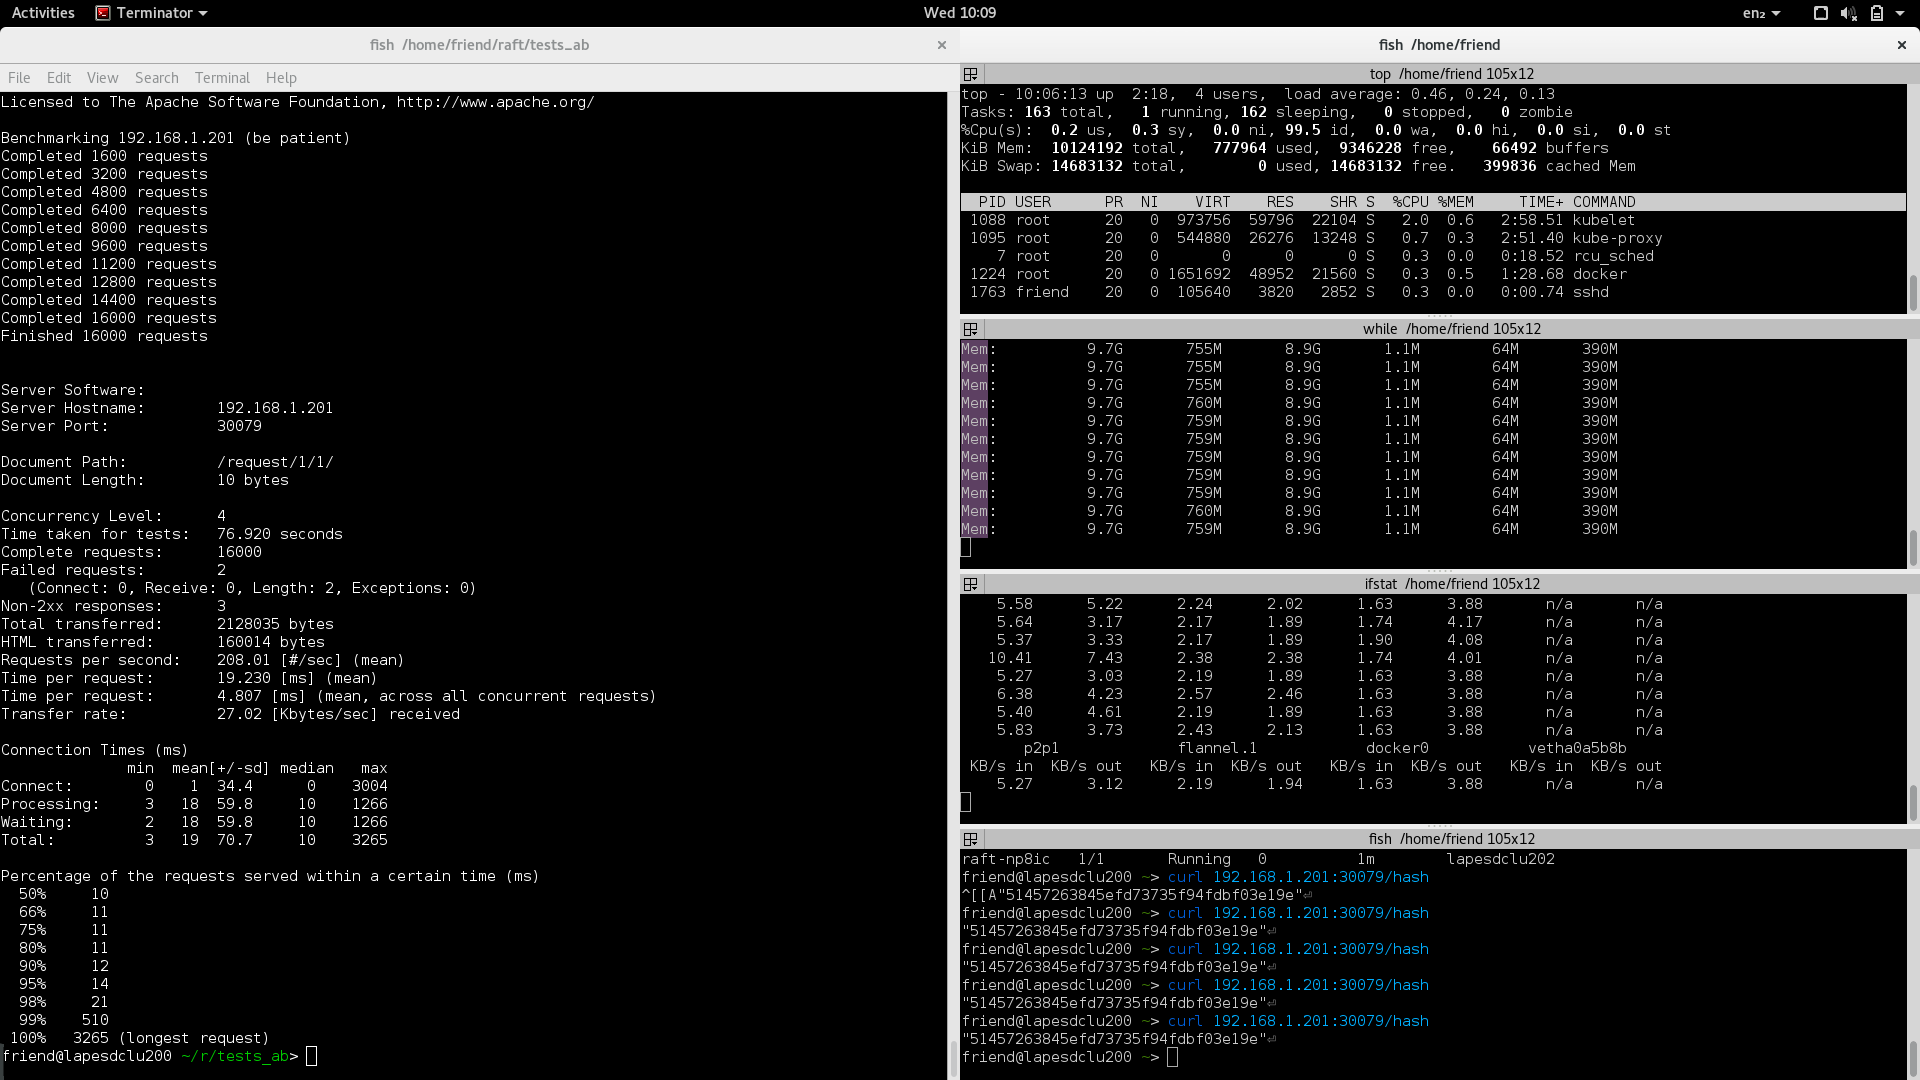 Activities Terminator Wed 10:09 en₂
fish /home/friend/raft/tests_ab
File Edit View Search Terminal Help
Licensed to The Apache Software Foundation, http://www.apache.org/
Benchmarking 192.168.1.201 (be patient)
Completed 1600 requests
Completed 3200 requests
Completed 4800 requests
Completed 6400 requests
Completed 8000 requests
Completed 9600 requests
Completed 11200 requests
Completed 12800 requests
Completed 14400 requests
Completed 16000 requests
Finished 16000 requests
Server Software:
Server Hostname: 192.168.1.201
Server Port: 30079
Document Path: /request/1/1/
Document Length: 10 bytes
Concurrency Level: 4
Time taken for tests: 76.920 seconds
Complete requests: 16000
Failed requests: 2
(Connect: 0, Receive: 0, Length: 2, Exceptions: 0)
Non-2xx responses: 3
Total transferred: 2128035 bytes
HTML transferred: 160014 bytes
Requests per second: 208.01 [#/sec] (mean)
Time per request: 19.230 [ms] (mean)
Time per request: 4.807 [ms] (mean, across all concurrent requests)
Transfer rate: 27.02 [Kbytes/sec] received
Connection Times (ms)
min mean[+/-sd] median max
Connect: 0 1 34.4 0 3004
Processing: 3 18 59.8 10 1266
Waiting: 2 18 59.8 10 1266
Total: 3 19 70.7 10 3265
Percentage of the requests served within a certain time (ms)
50% 10
66% 11
75% 11
80% 11
90% 12
95% 14
98% 21
99% 510
100% 3265 (longest request)
friend@lapesdclu200 ~/r/tests_ab>
fish /home/friend
top /home/friend 105x12
top - 10:06:13 up 2:18, 4 users, load average: 0.46, 0.24, 0.13
Tasks: 163 total, 1 running, 162 sleeping, 0 stopped, 0 zombie
%Cpu(s): 0.2 us, 0.3 sy, 0.0 ni, 99.5 id, 0.0 wa, 0.0 hi, 0.0 si, 0.0 st
KiB Mem: 10124192 total, 777964 used, 9346228 free, 66492 buffers
KiB Swap: 14683132 total, 0 used, 14683132 free. 399836 cached Mem
PID USER PR NI VIRT RES SHR S %CPU %MEM TIME+ COMMAND
1088 root 20 0 973756 59796 22104 S 2.0 0.6 2:58.51 kubelet
1095 root 20 0 544880 26276 13248 S 0.7 0.3 2:51.40 kube-proxy
7 root 20 0 0 0 0 S 0.3 0.0 0:18.52 rcu_sched
1224 root 20 0 1651692 48952 21560 S 0.3 0.5 1:28.68 docker
1763 friend 20 0 105640 3820 2852 S 0.3 0.0 0:00.74 sshd
while /home/friend 105x12
Mem: 9.7G 755M 8.9G 1.1M 64M 390M
Mem: 9.7G 755M 8.9G 1.1M 64M 390M
Mem: 9.7G 755M 8.9G 1.1M 64M 390M
Mem: 9.7G 760M 8.9G 1.1M 64M 390M
Mem: 9.7G 759M 8.9G 1.1M 64M 390M
Mem: 9.7G 759M 8.9G 1.1M 64M 390M
Mem: 9.7G 759M 8.9G 1.1M 64M 390M
Mem: 9.7G 759M 8.9G 1.1M 64M 390M
Mem: 9.7G 759M 8.9G 1.1M 64M 390M
Mem: 9.7G 760M 8.9G 1.1M 64M 390M
Mem: 9.7G 759M 8.9G 1.1M 64M 390M
ifstat /home/friend 105x12
5.58 5.22 2.24 2.02 1.63 3.88 n/a n/a
5.64 3.17 2.17 1.89 1.74 4.17 n/a n/a
5.37 3.33 2.17 1.89 1.90 4.08 n/a n/a
10.41 7.43 2.38 2.38 1.74 4.01 n/a n/a
5.27 3.03 2.19 1.89 1.63 3.88 n/a n/a
6.38 4.23 2.57 2.46 1.63 3.88 n/a n/a
5.40 4.61 2.19 1.89 1.63 3.88 n/a n/a
5.83 3.73 2.43 2.13 1.63 3.88 n/a n/a
p2p1 flannel.1 docker0 vetha0a5b8b
KB/s in KB/s out KB/s in KB/s out KB/s in KB/s out KB/s in KB/s out
5.27 3.12 2.19 1.94 1.63 3.88 n/a n/a
fish /home/friend 105x12
raft-np8ic 1/1 Running 0 1m lapesdclu202
friend@lapesdclu200 ~> curl 192.168.1.201:30079/hash
^[[A"51457263845efd73735f94fdbf03e19e"⏎
friend@lapesdclu200 ~> curl 192.168.1.201:30079/hash
"51457263845efd73735f94fdbf03e19e"⏎
friend@lapesdclu200 ~> curl 192.168.1.201:30079/hash
"51457263845efd73735f94fdbf03e19e"⏎
friend@lapesdclu200 ~> curl 192.168.1.201:30079/hash
"51457263845efd73735f94fdbf03e19e"⏎
friend@lapesdclu200 ~> curl 192.168.1.201:30079/hash
"51457263845efd73735f94fdbf03e19e"⏎
friend@lapesdclu200 ~>